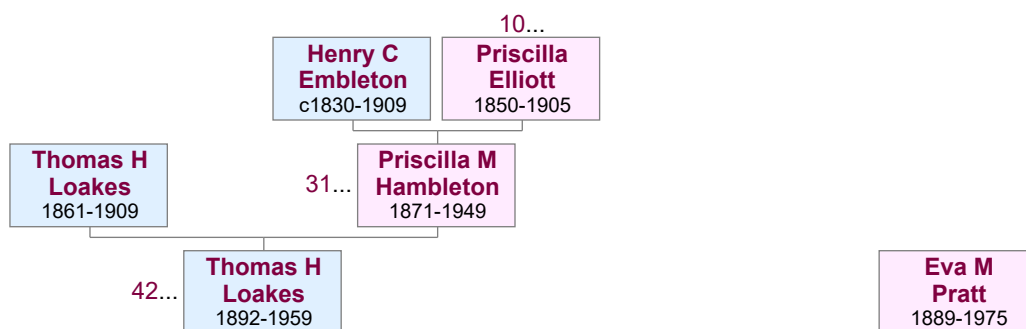 10...
Henry C
Embleton
c1830-1909
Priscilla
Elliott
1850-1905
Thomas H
Loakes
1861-1909
31...
Priscilla M
Hambleton
1871-1949
42...
Thomas H
Loakes
1892-1959
Eva M
Pratt
1889-1975